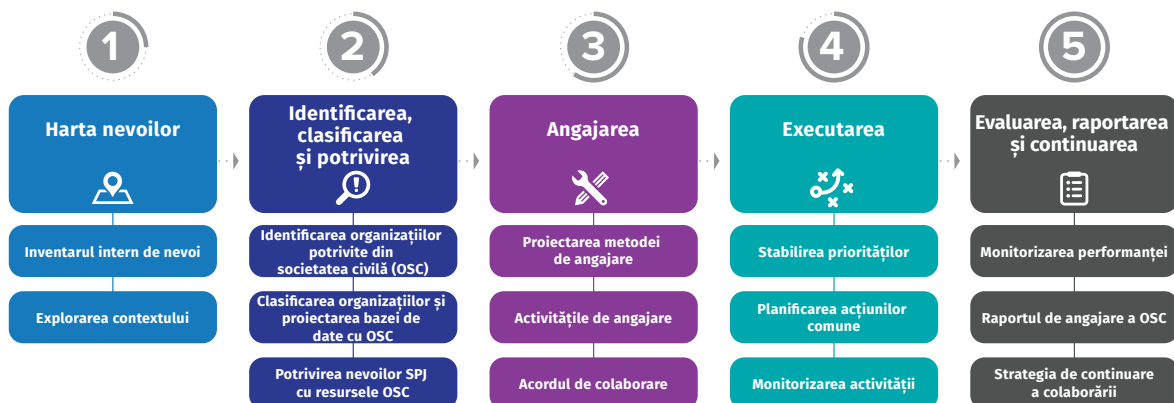 1
Harta nevoilor
Inventarul intern de nevoi
Explorarea contextului
2
Identificarea,
clasificarea
și potrivirea
Identificarea organizațiilor
potrivite din
societatea civilă (OSC)
Clasificarea organizațiilor și
proiectarea bazei de
date cu OSC
Potrivirea nevoilor SPJ
cu resursele OSC
3
Angajarea
Proiectarea metodei
de angajare
Activitățile de angajare
Acordul de colaborare
4
Executarea
Stabilirea priorităților
Planificarea acțiunilor
comune
Monitorizarea activității
5
Evaluarea, raportarea
și continuarea
Monitorizarea performanței
Raportul de angajare a OSC
Strategia de continuare
a colaborării